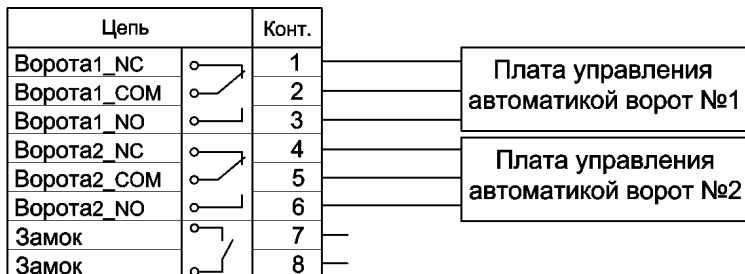 Цепь Конт.
Ворота1_NC 1
Ворота1_COM 2
Ворота1_NO 3
Ворота2_NC 4
Ворота2_COM 5
Ворота2_NO 6
Замок 7
Замок 8
Плата управления
автоматикой ворот №1
Плата управления
автоматикой ворот №2